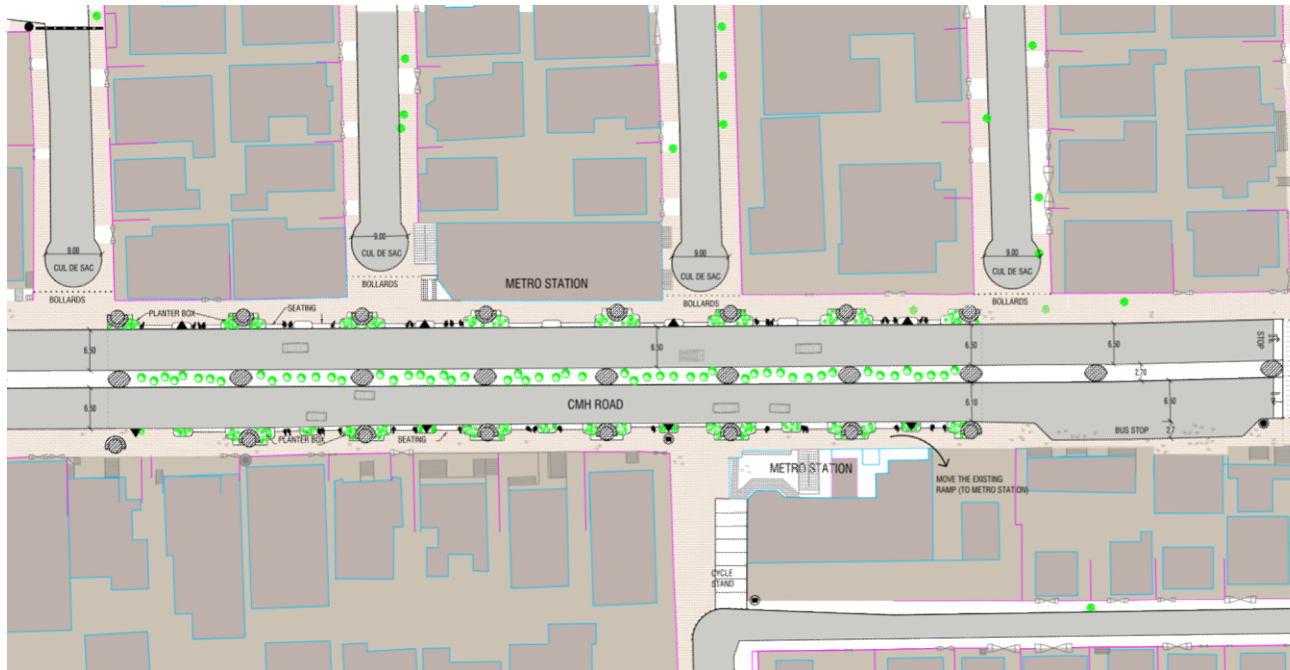 9.00
CUL DE SAC
BOLLARDS
9.00
CUL DE SAC
BOLLARDS
METRO STATION
9.00
CUL DE SAC
BOLLARDS
9.00
CUL DE SAC
BOLLARDS
PLANTER BOX
SEATING
6.50
6.50
6.50
6.50
STOP
2.70
CMH ROAD
6.50
6.10
6.50
PLANTER BOX
SEATING
BUS STOP
2.7
METRO STATION
MOVE THE EXISTING
RAMP (TO METRO STATION)
CYCLE
STAND